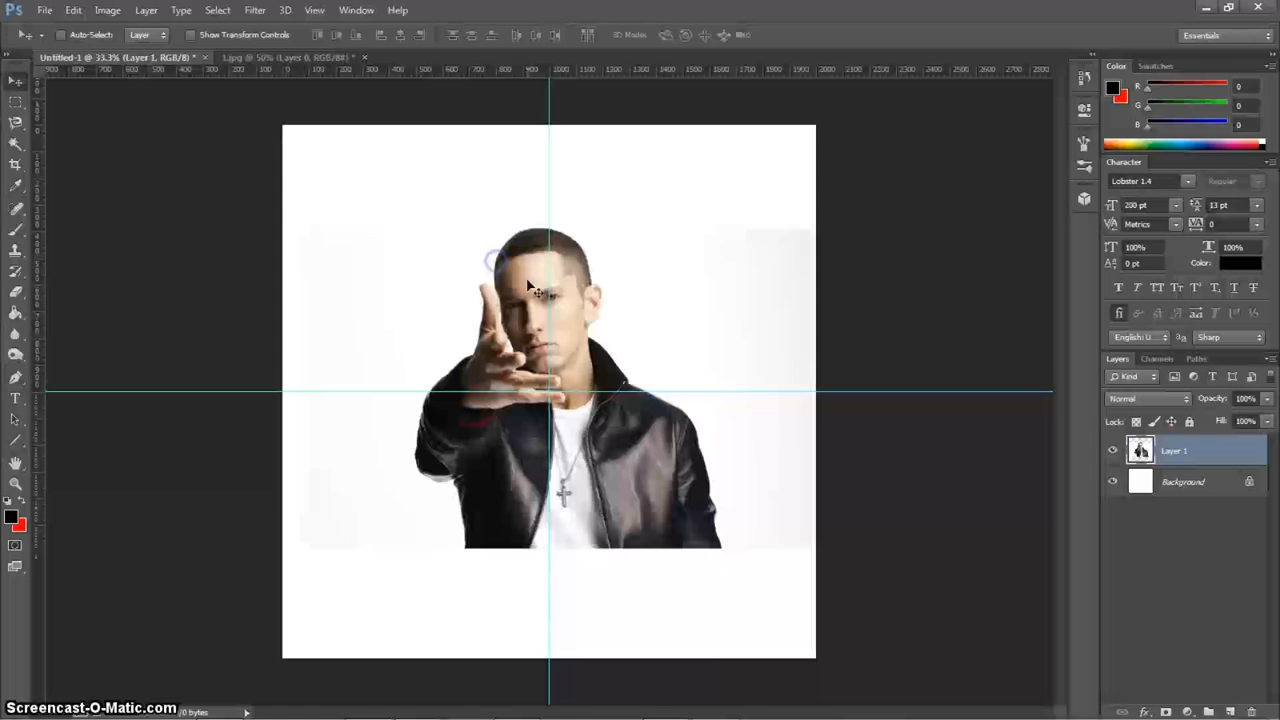 Ps File Edit Image Layer Type Select Filter 3D View Window Help
Auto-Select: Layer Show Transform Controls 3D Modes Essentials
Untitled-1 @ 33.3% (Layer 1, RGB/8) * × 1.jpg @ 50% (Layer 0, RGB/8#) * ×
Color Swatches
R 0
G 0
B 0
Character
Lobster 1.4 Regular
200 pt 13 pt
Metrics 0
100% 100%
0 pt Color:
English: U Sharp
Layers Channels Paths
Kind
Normal Opacity: 100%
Lock: Fill: 100%
Layer 1
Background
Screencast-O-Matic.com /0 bytes